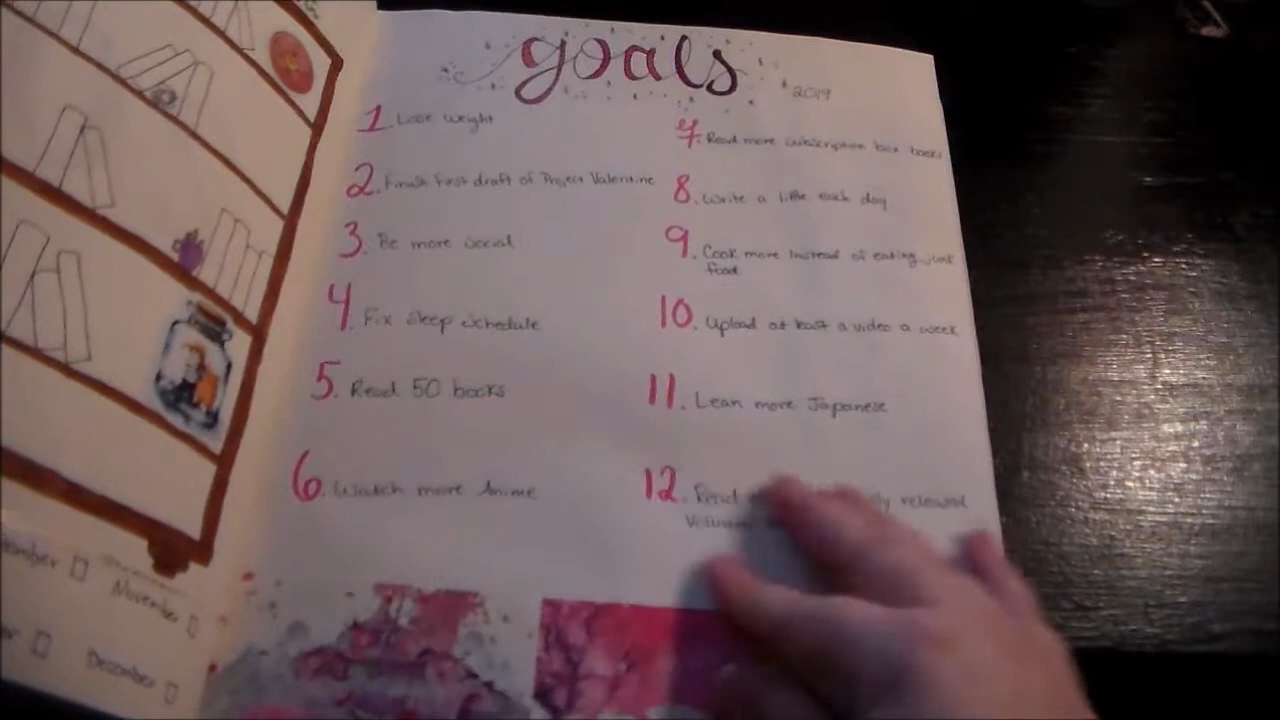 goals
2019
1 Lose weight
2. Finish first draft of Project Valentine
3. Be more social
4. Fix sleep schedule
5. Read 50 books
6. Watch more Anime
7. Read more subscription box books
8. Write a little each day
9. Cook more instead of eating junk
food
10. Upload at least a video a week
11. Lean more Japanese
12. Read released
November
December